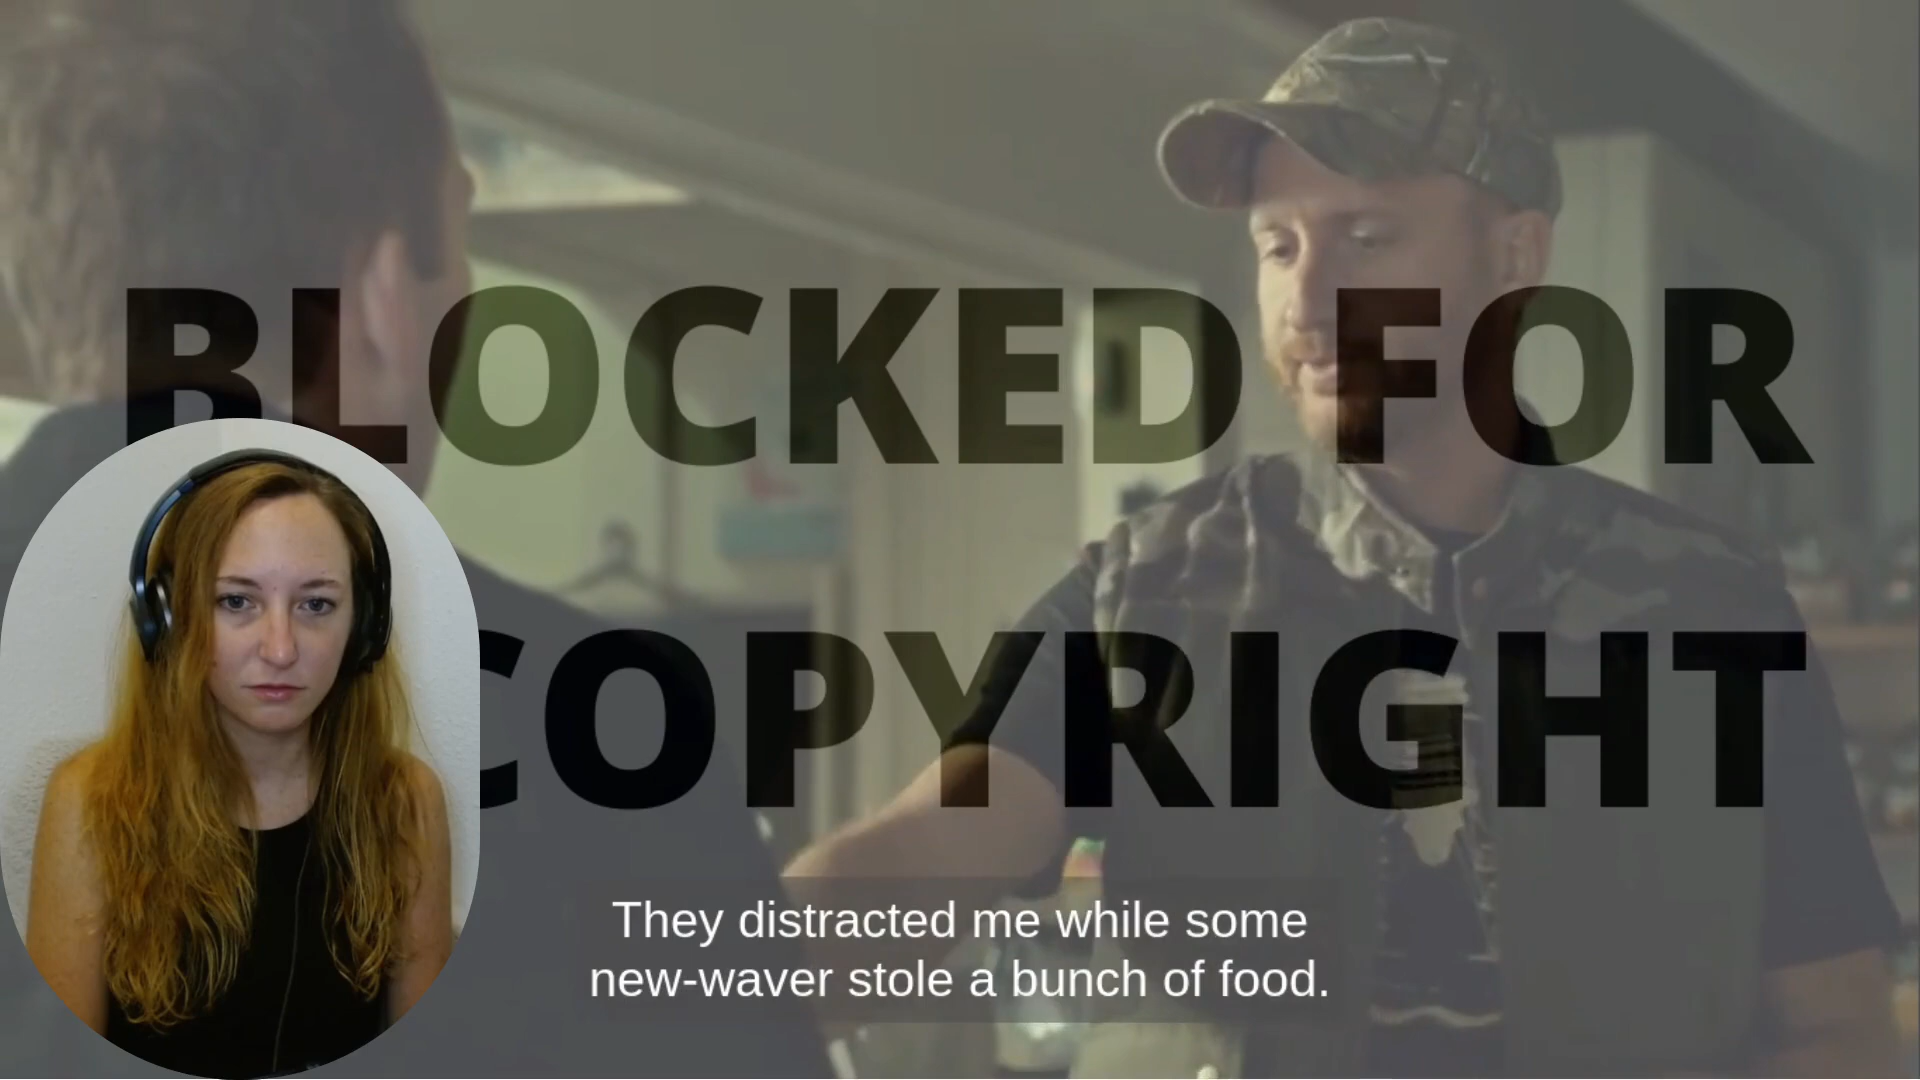 BLOCKED FOR
COPYRIGHT
They distracted me while some
new-waver stole a bunch of food.